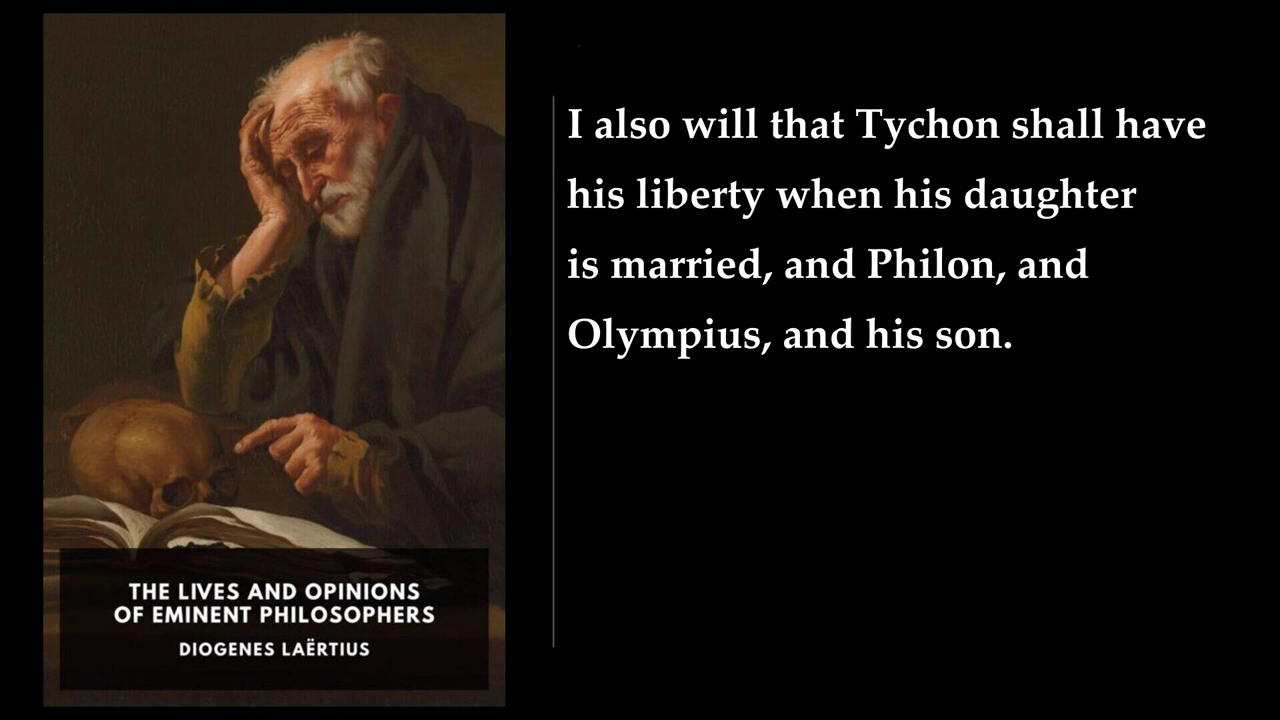 THE LIVES AND OPINIONS
OF EMINENT PHILOSOPHERS
DIOGENES LAËRTIUS
I also will that Tychon shall have
his liberty when his daughter
is married, and Philon, and
Olympius, and his son.